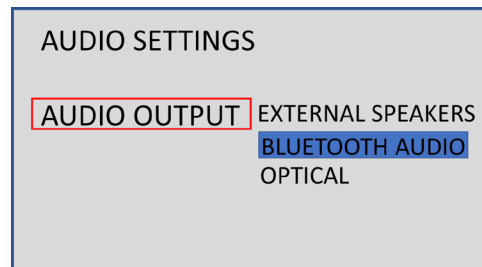 AUDIO SETTINGS
AUDIO OUTPUT EXTERNAL SPEAKERS
BLUETOOTH AUDIO
OPTICAL